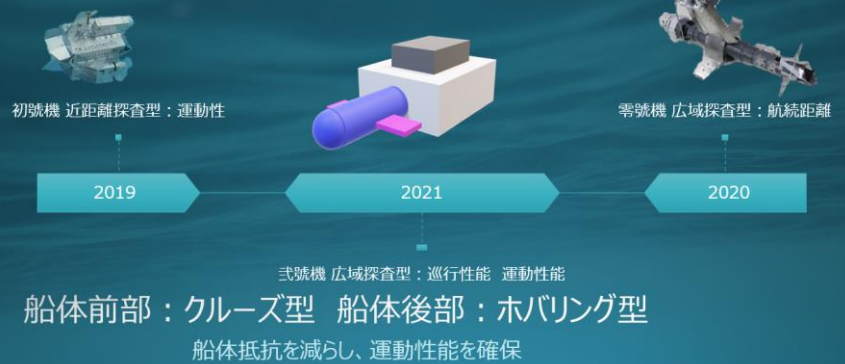 初號機 近距離探査型：運動性
零號機 広域探査型：航続距離
2019
2021
2020
弐號機 広域探査型：巡行性能 運動性能
船体前部：クルーズ型 船体後部：ホバリング型
船体抵抗を減らし、運動性能を確保